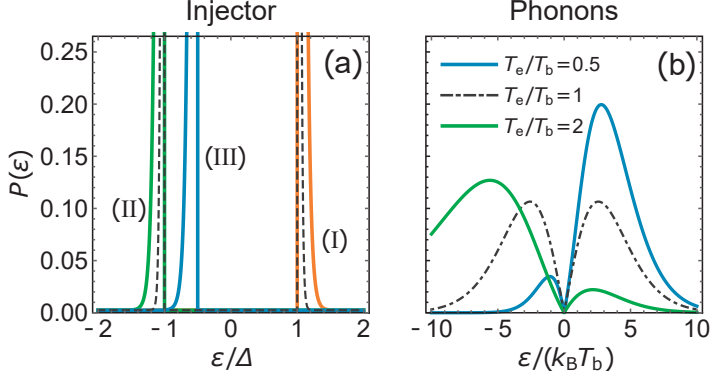 Injector
Phonons
P(ε)
0.25
0.20
0.15
0.10
0.05
0.00
(a)
(III)
(II)
(I)
-2
-1
0
1
2
ε/Δ
(b)
Te/Tb=0.5
Te/Tb=1
Te/Tb=2
-10
-5
0
5
10
ε/(kBTb)